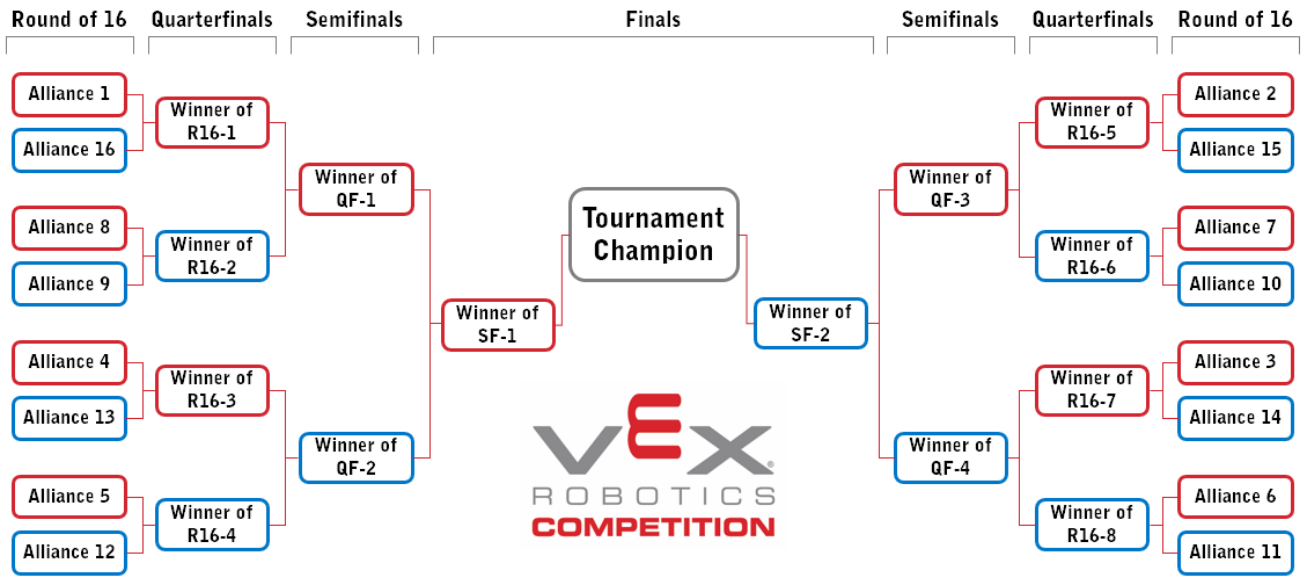 Round of 16
Quarterfinals
Semifinals
Finals
Semifinals
Quarterfinals
Round of 16
Alliance 1
Alliance 16
Alliance 8
Alliance 9
Alliance 4
Alliance 13
Alliance 5
Alliance 12
Winner of
R16-1
Winner of
R16-2
Winner of
R16-3
Winner of
R16-4
Winner of
QF-1
Winner of
QF-2
Winner of
SF-1
Tournament
Champion
Winner of
SF-2
VEX
ROBOTICS
COMPETITION
Winner of
QF-3
Winner of
QF-4
Winner of
R16-5
Winner of
R16-6
Winner of
R16-7
Winner of
R16-8
Alliance 2
Alliance 15
Alliance 7
Alliance 10
Alliance 3
Alliance 14
Alliance 6
Alliance 11